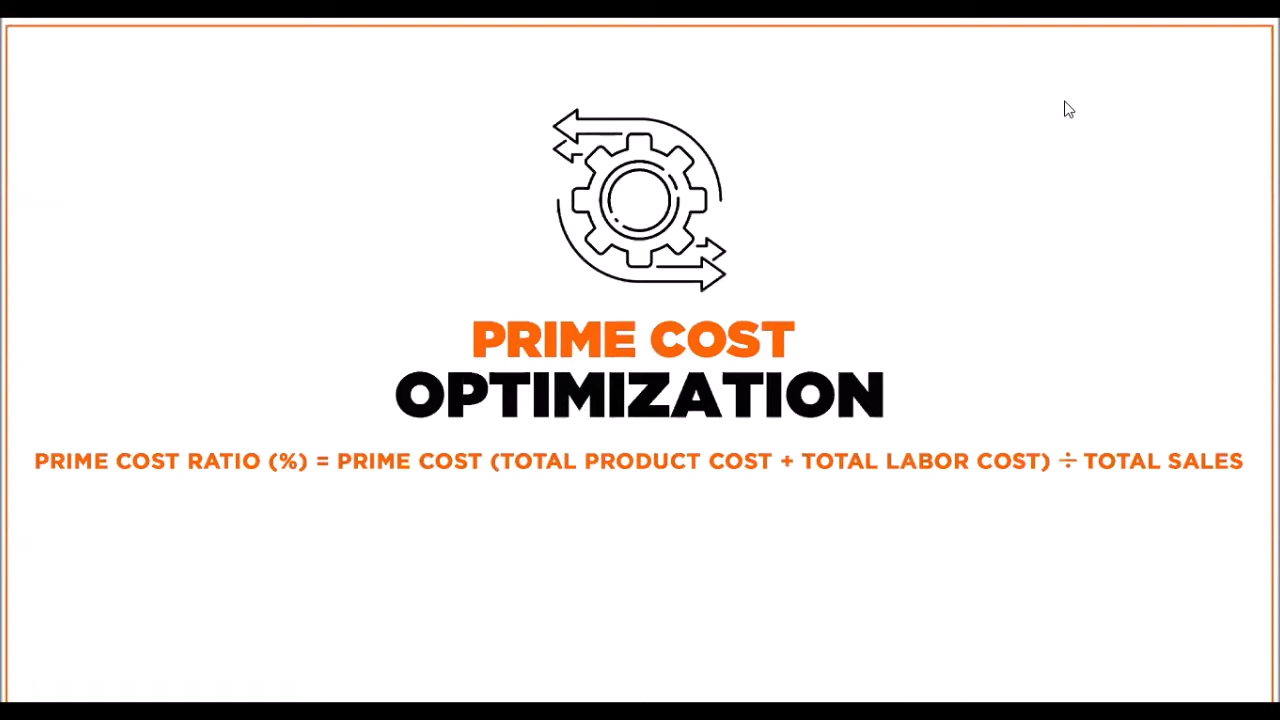 PRIME COST
OPTIMIZATION
PRIME COST RATIO (%) = PRIME COST (TOTAL PRODUCT COST + TOTAL LABOR COST) ÷ TOTAL SALES